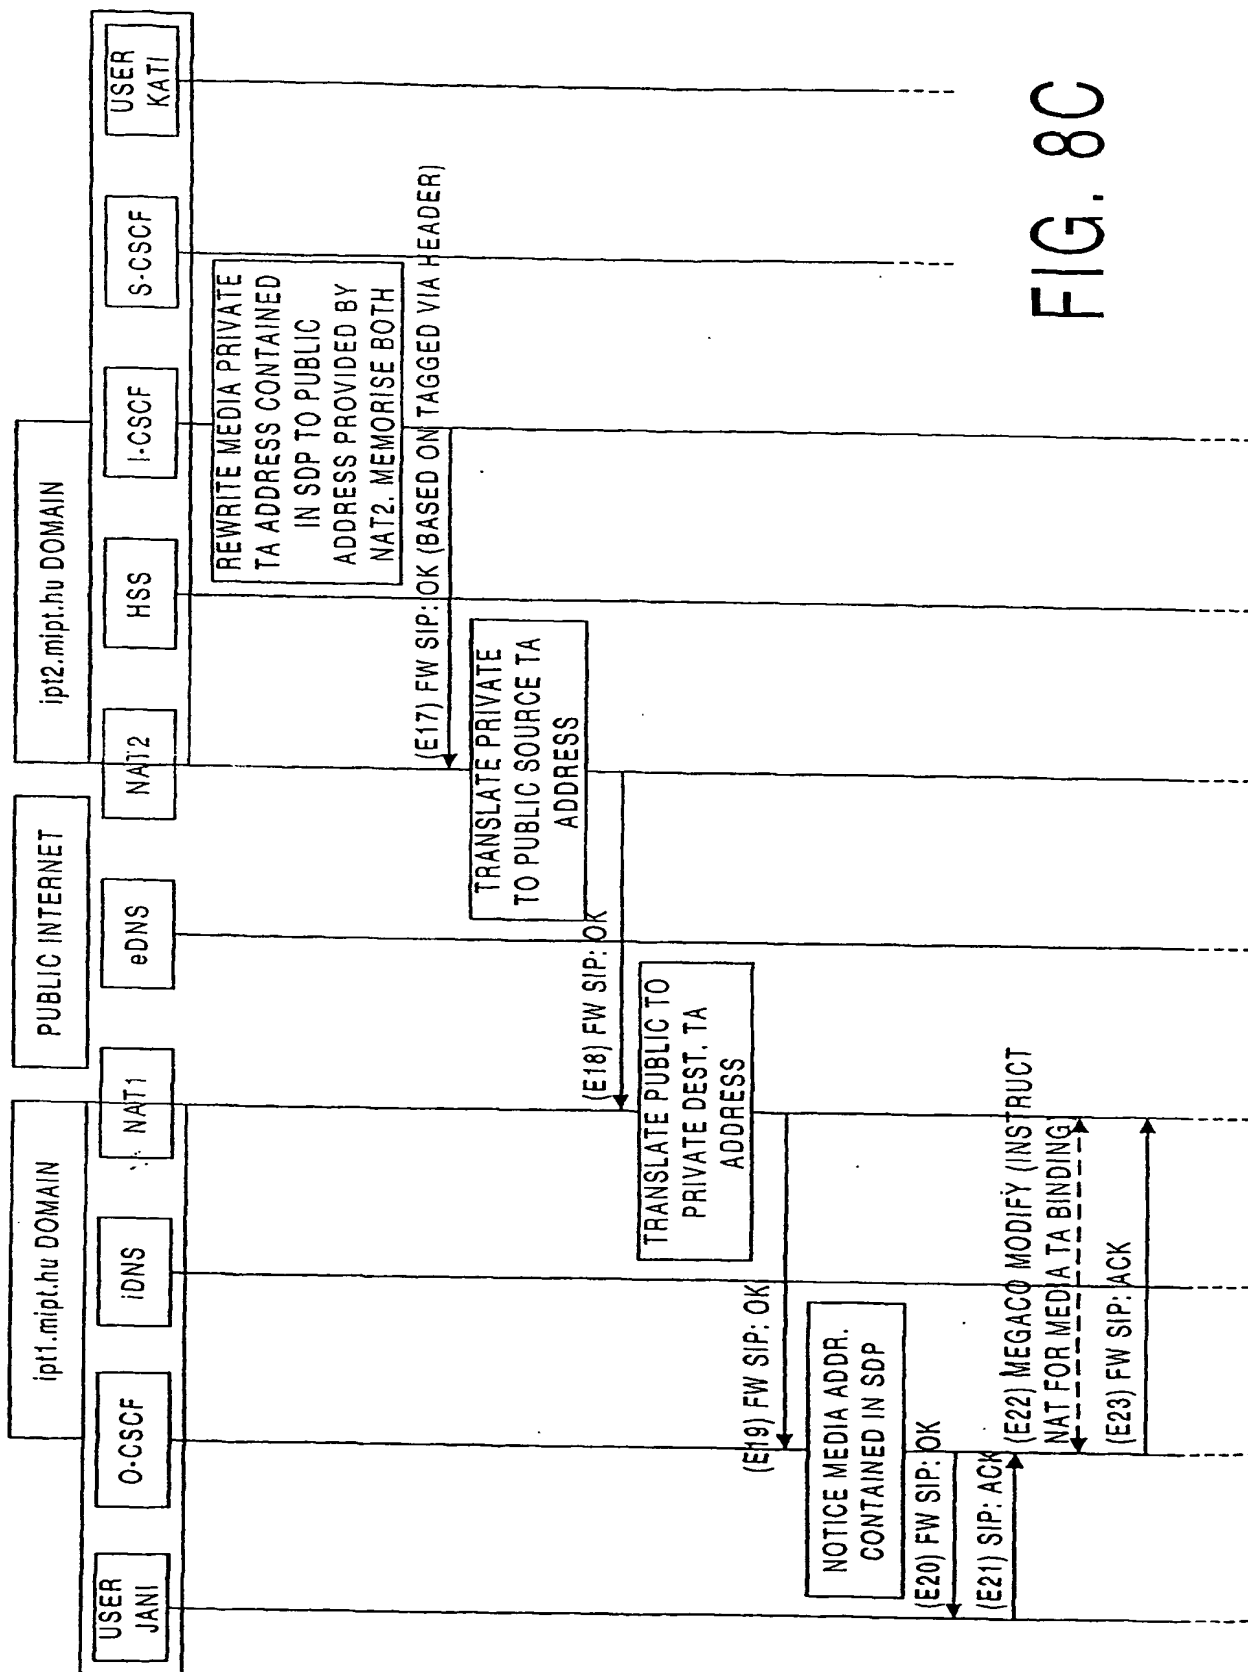 ipt1.mipt.hu DOMAIN
PUBLIC INTERNET
ipt2.mipt.hu DOMAIN
USER
JANI
O-CSCF
iDNS
NAT1
eDNS
NAT2
HSS
I-CSCF
S-CSCF
USER
KATI
REWRITE MEDIA PRIVATE
TA ADDRESS CONTAINED
IN SDP TO PUBLIC
ADDRESS PROVIDED BY
NAT2. MEMORISE BOTH
(E17) FW SIP: OK (BASED ON TAGGED VIA HEADER)
TRANSLATE PRIVATE
TO PUBLIC SOURCE TA
ADDRESS
(E18) FW SIP: OK
TRANSLATE PUBLIC TO
PRIVATE DEST. TA
ADDRESS
(E19) FW SIP: OK
NOTICE MEDIA ADDR.
CONTAINED IN SDP
(E20) FW SIP: OK
(E21) SIP: ACK
(E22) MEGACO MODIFY (INSTRUCT
NAT FOR MEDIA TA BINDING)
(E23) FW SIP: ACK
FIG. 8C